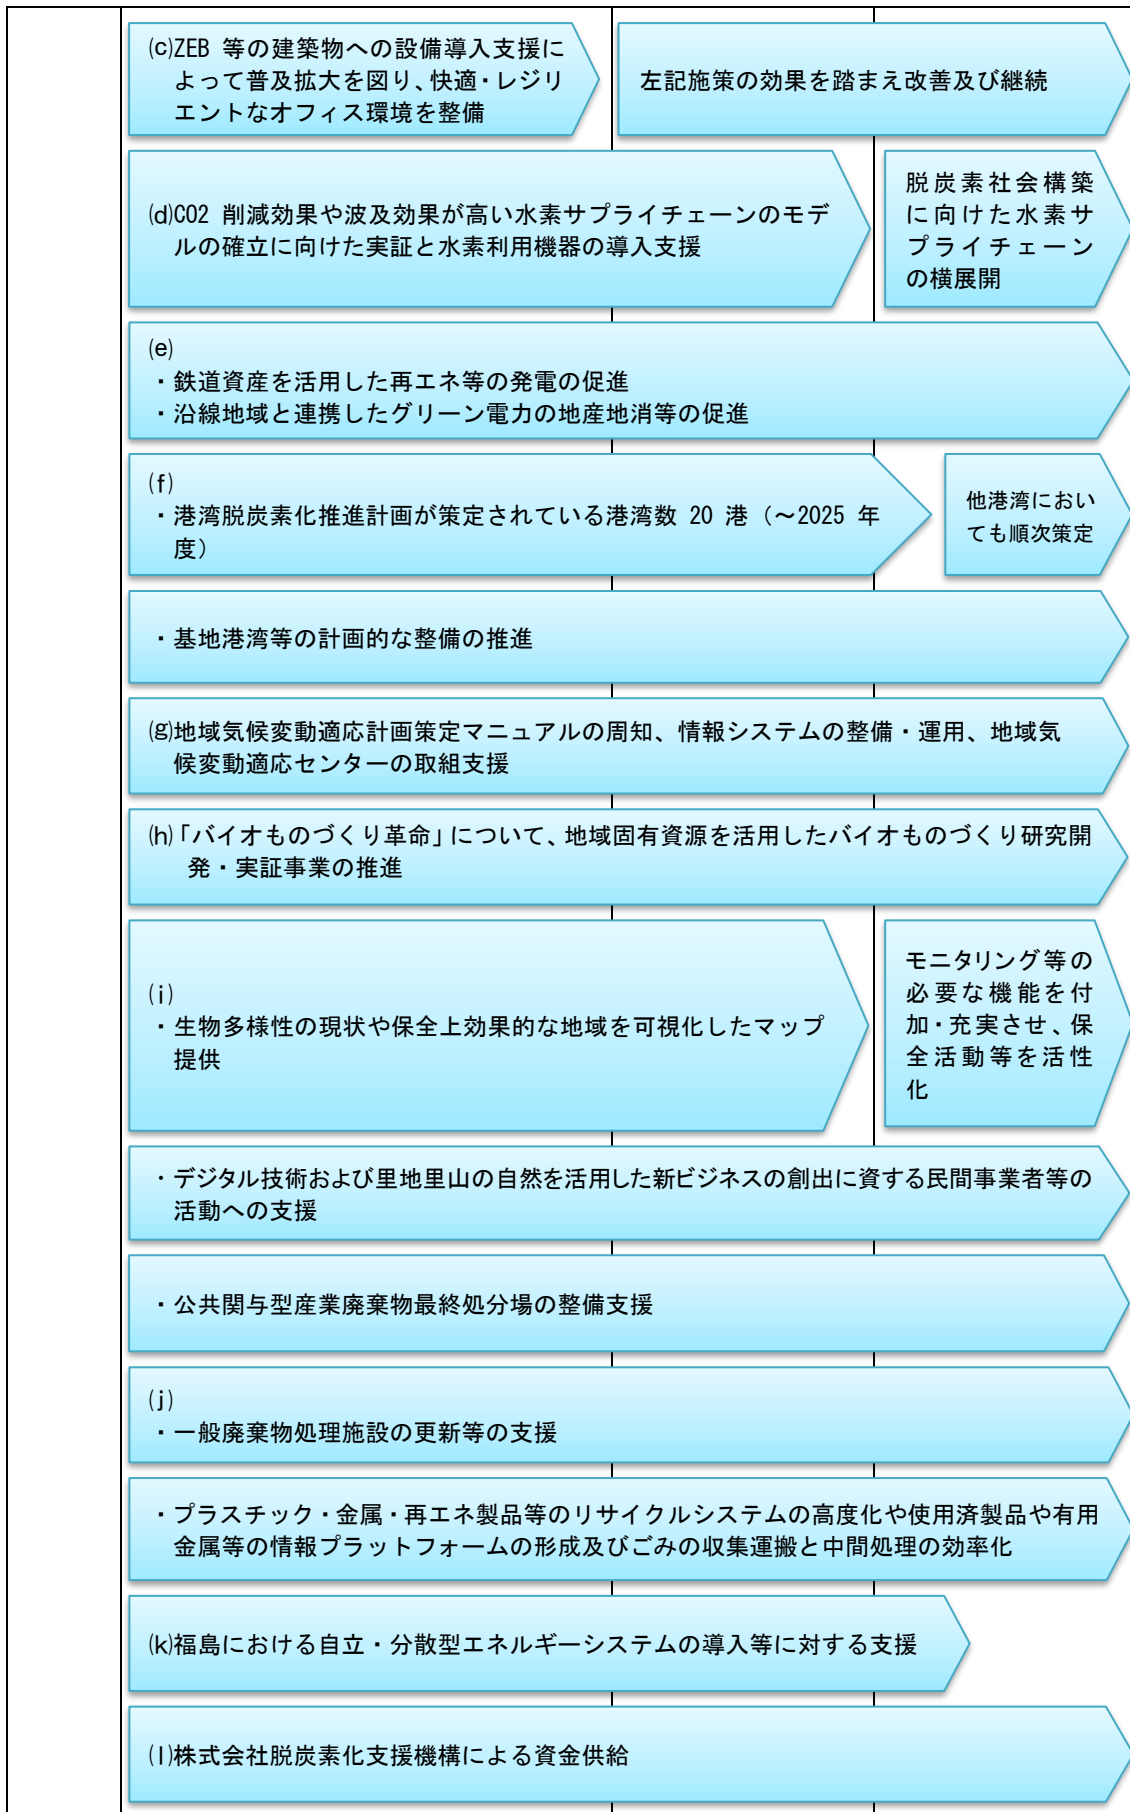 (c)ZEB 等の建築物への設備導入支援に
よって普及拡大を図り、快適・レジリ
エントなオフィス環境を整備
左記施策の効果を踏まえ改善及び継続
(d)CO2 削減効果や波及効果が高い水素サプライチェーンのモデ
ルの確立に向けた実証と水素利用機器の導入支援
脱炭素社会構築
に向けた水素サ
プライチェーン
の横展開
(e)
・鉄道資産を活用した再エネ等の発電の促進
・沿線地域と連携したグリーン電力の地産地消等の促進
(f)
・港湾脱炭素化推進計画が策定されている港湾数 20 港（～2025 年
度）
他港湾におい
ても順次策定
・基地港湾等の計画的な整備の推進
(g)地域気候変動適応計画策定マニュアルの周知、情報システムの整備・運用、地域気
候変動適応センターの取組支援
(h)「バイオものづくり革命」について、地域固有資源を活用したバイオものづくり研究開
発・実証事業の推進
(i)
・生物多様性の現状や保全上効果的な地域を可視化したマップ
提供
モニタリング等の
必要な機能を付
加・充実させ、保
全活動等を活性
化
・デジタル技術および里地里山の自然を活用した新ビジネスの創出に資する民間事業者等の
活動への支援
・公共関与型産業廃棄物最終処分場の整備支援
(j)
・一般廃棄物処理施設の更新等の支援
・プラスチック・金属・再エネ製品等のリサイクルシステムの高度化や使用済製品や有用
金属等の情報プラットフォームの形成及びごみの収集運搬と中間処理の効率化
(k)福島における自立・分散型エネルギーシステムの導入等に対する支援
(l)株式会社脱炭素化支援機構による資金供給